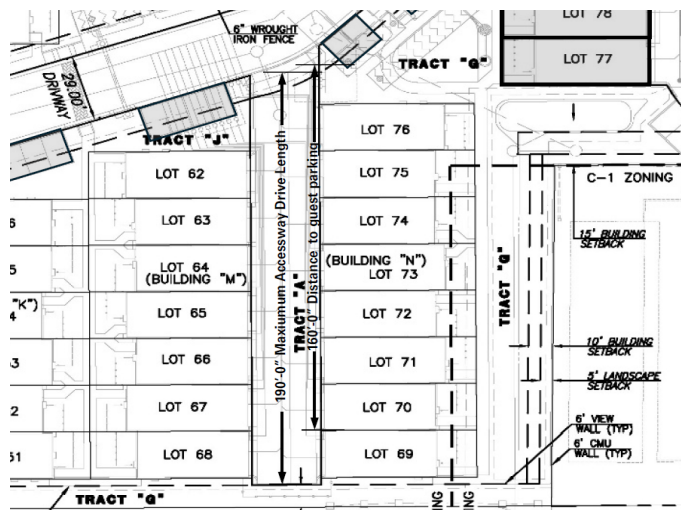 LOT 78
6" WROUGHT
IRON FENCE
LOT 77
TRACT "G"
29.00'
DRIVWAY
TRACT "J"
LOT 76
LOT 62
LOT 75
C-1 ZONING
LOT 63
LOT 74
15' BUILDING
SETBACK
LOT 64
(BUILDING "M")
(BUILDING "N")
LOT 73
190'-0" Maxiumum Accessway Drive Length
TRACT "A"
160'-0" Distance to guest parking
TRACT "G"
"K")
LOT 65
LOT 72
10' BUILDING
SETBACK
LOT 66
LOT 71
5' LANDSCAPE
SETBACK
LOT 67
LOT 70
6' VIEW
WALL (TYP)
6' CMU
WALL (TYP)
LOT 68
LOT 69
TRACT "G"